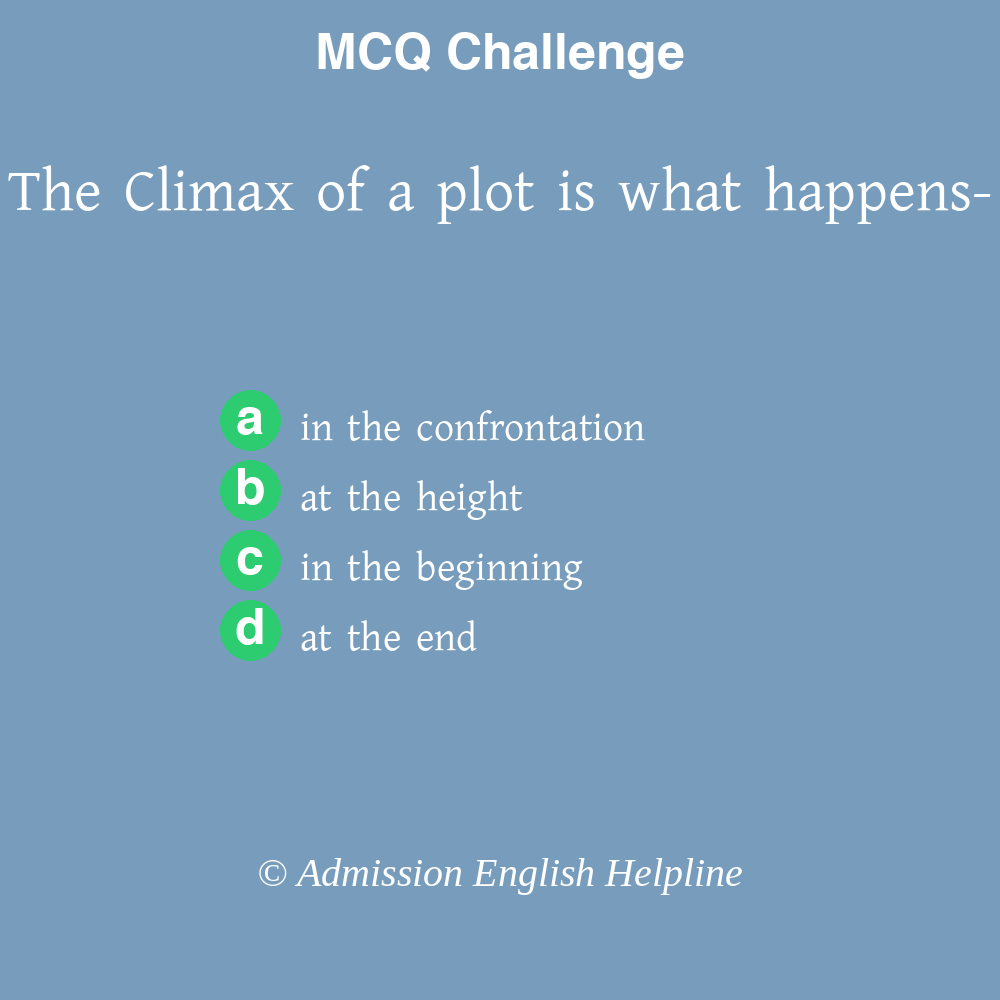 MCQ Challenge
The Climax of a plot is what happens-
a in the confrontation
b at the height
c in the beginning
d at the end
© Admission English Helpline